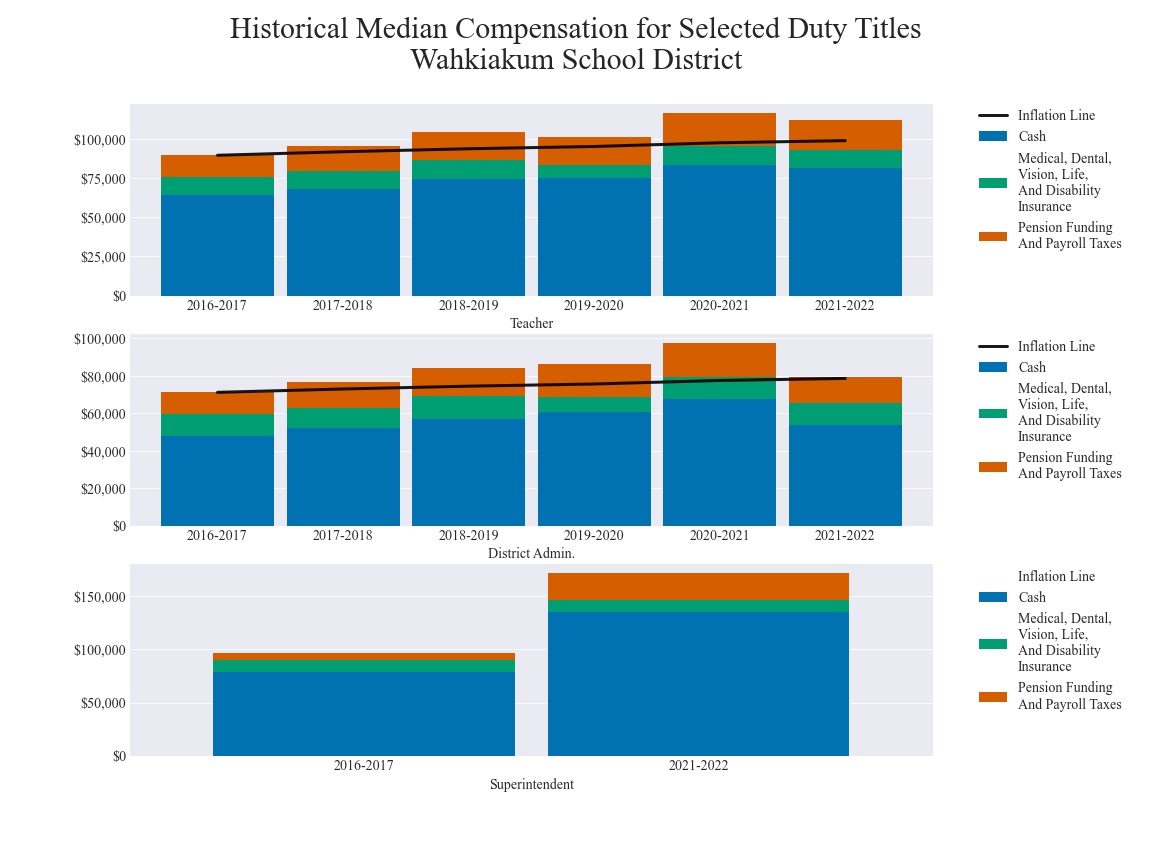 Historical Median Compensation for Selected Duty Titles
Wahkiakum School District
$100,000
$75,000
$50,000
$25,000
$0
2016-2017
2017-2018
2018-2019
2019-2020
2020-2021
2021-2022
Teacher
Inflation Line
Cash
Medical, Dental,
Vision, Life,
And Disability
Insurance
Pension Funding
And Payroll Taxes
$100,000
$80,000
$60,000
$40,000
$20,000
$0
2016-2017
2017-2018
2018-2019
2019-2020
2020-2021
2021-2022
District Admin.
Inflation Line
Cash
Medical, Dental,
Vision, Life,
And Disability
Insurance
Pension Funding
And Payroll Taxes
$150,000
$100,000
$50,000
$0
2016-2017
2021-2022
Superintendent
Inflation Line
Cash
Medical, Dental,
Vision, Life,
And Disability
Insurance
Pension Funding
And Payroll Taxes